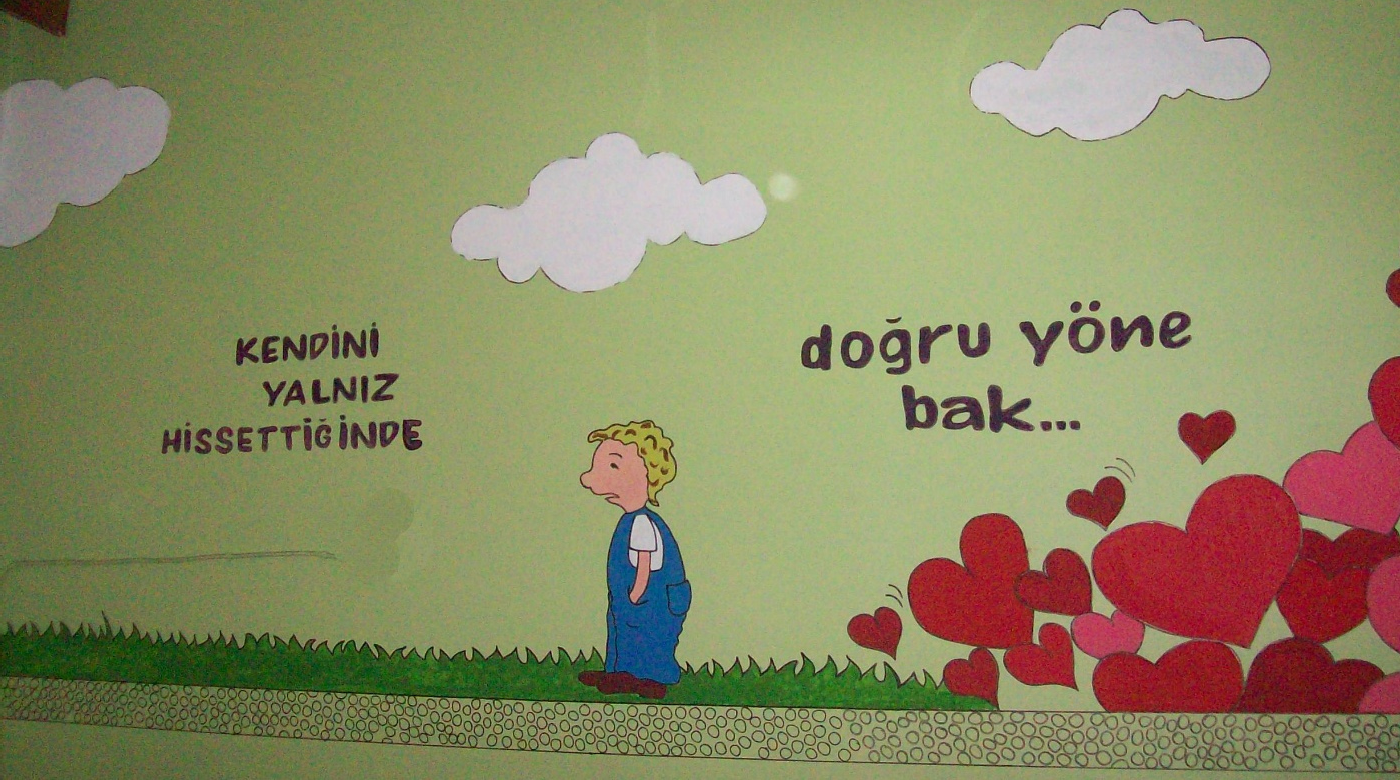 KENDİNİ
YALNIZ
HİSSETTİĞİNDE
doğru yöne
bak...